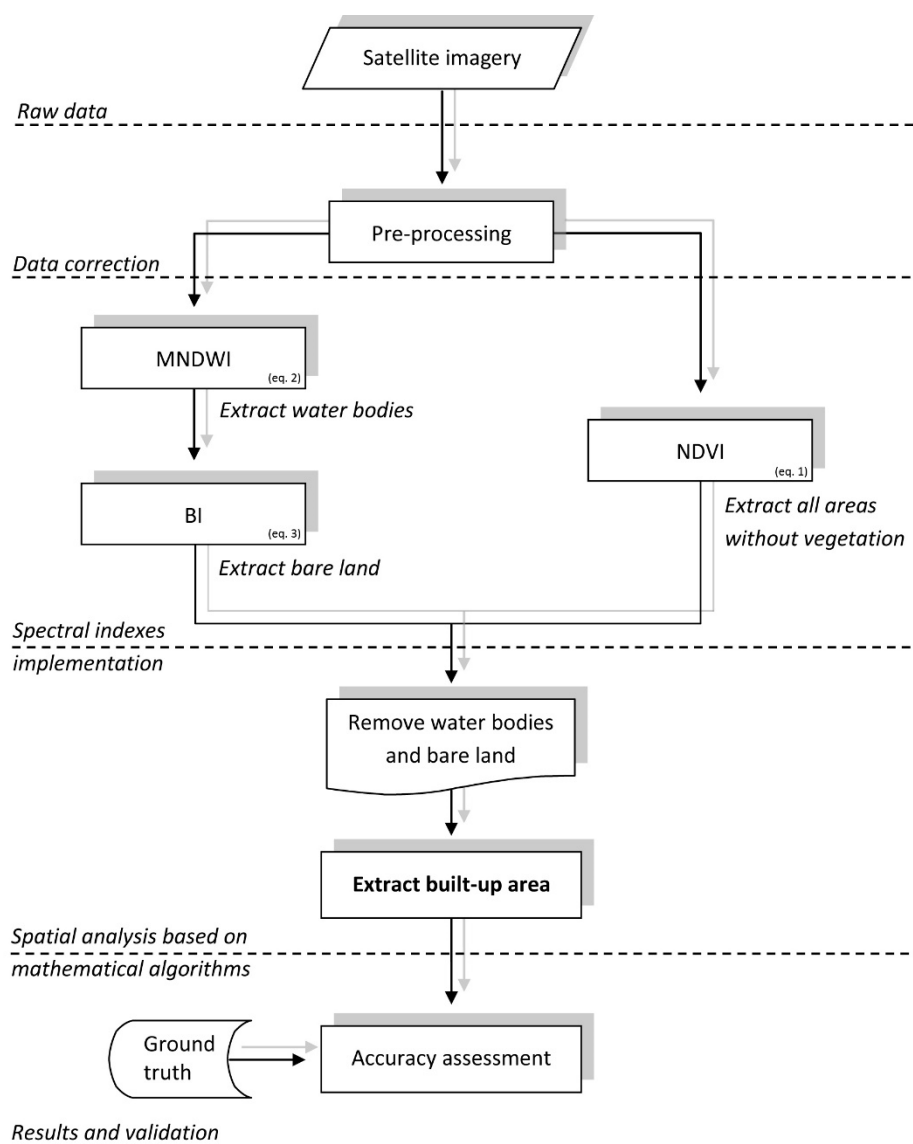 Satellite imagery
Raw data
Pre-processing
Data correction
MNDWI
(eq. 2)
Extract water bodies
NDVI
(eq. 1)
BI
(eq. 3)
Extract all areas
without vegetation
Extract bare land
Spectral indexes
implementation
Remove water bodies
and bare land
Extract built-up area
Spatial analysis based on
mathematical algorithms
Ground
truth
Accuracy assessment
Results and validation